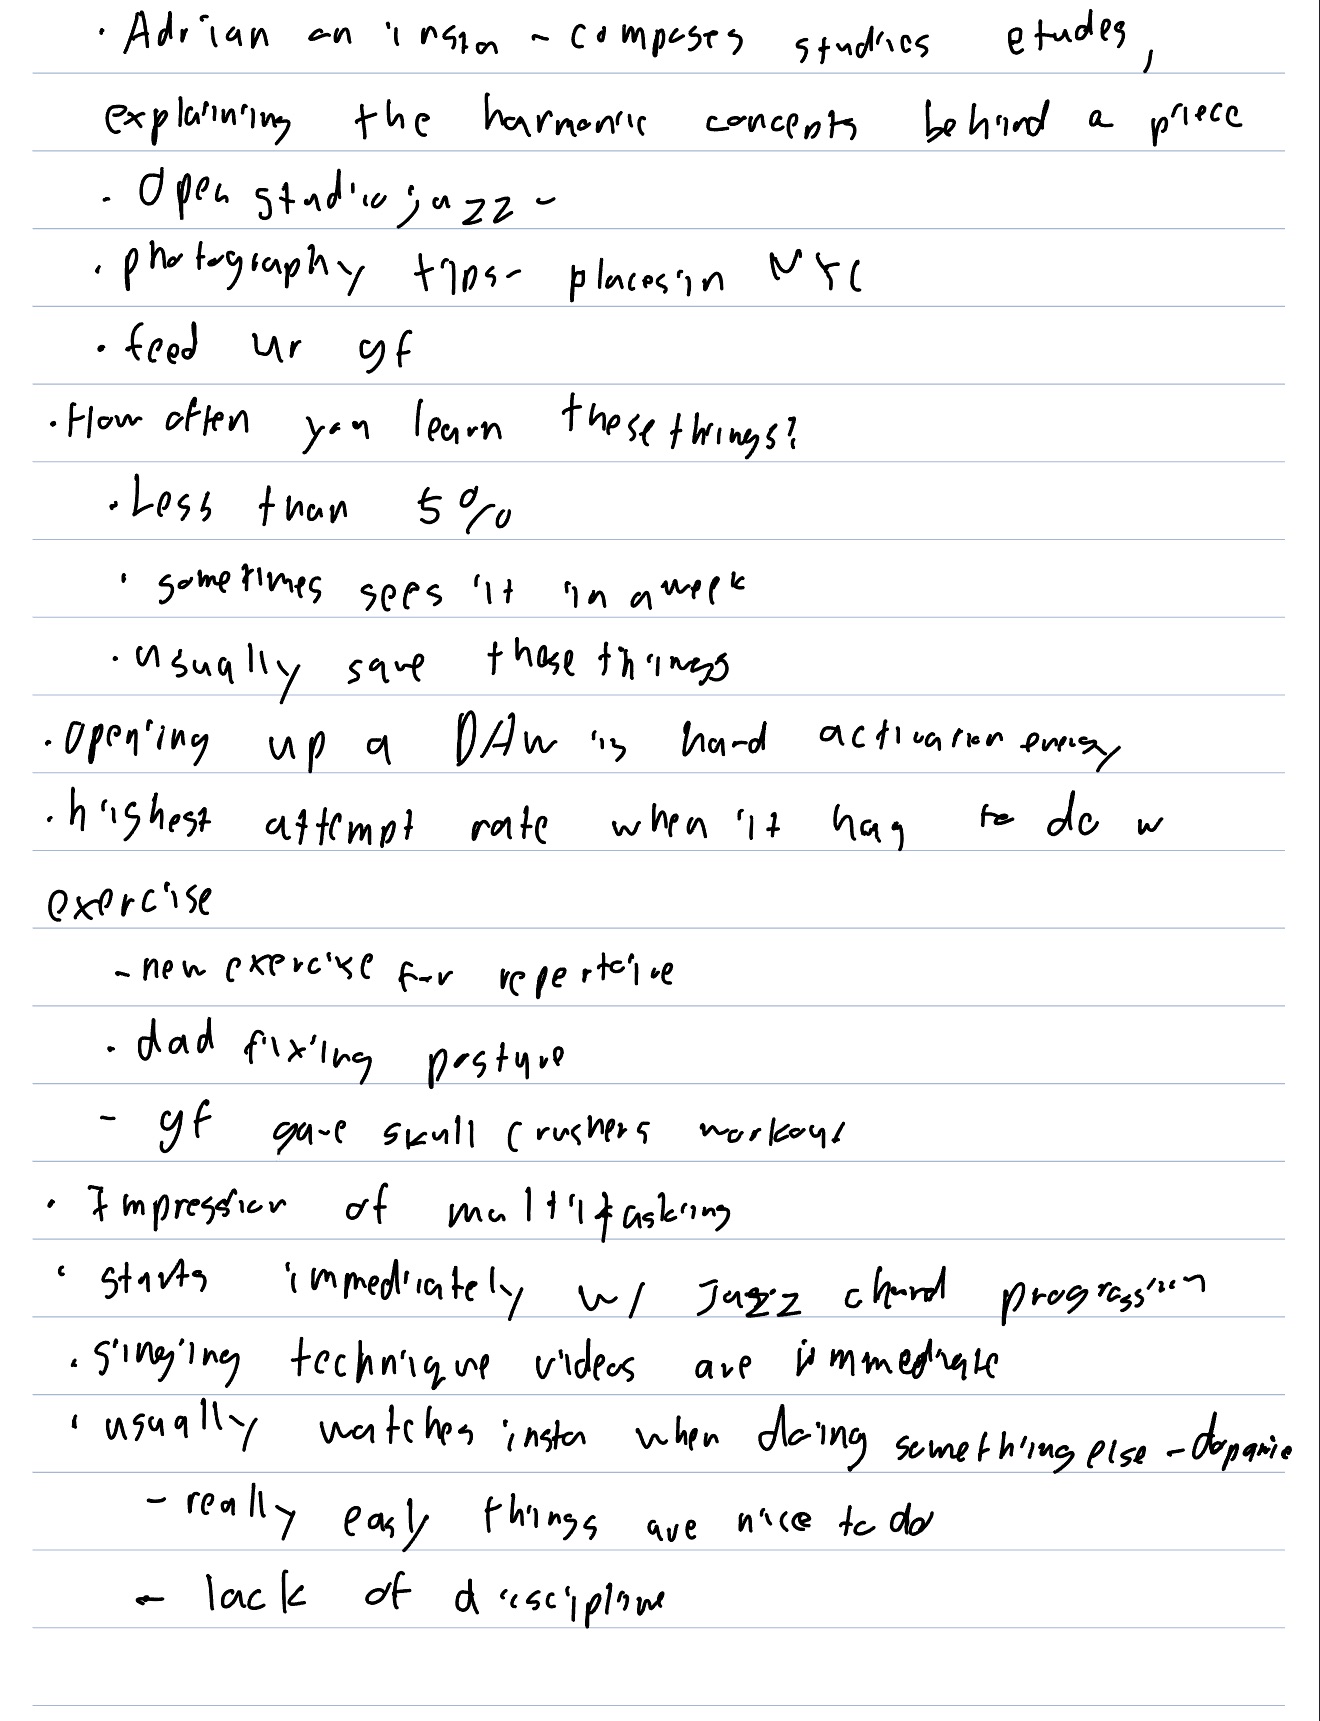 · Adrian on insta - composes studies etudes,
explaining the harmonic concepts behind a piece
· Open studio jazz -
· photography tips - places in NYC
· feed ur gf
· How often you learn these things?
· Less than 5%
· sometimes sees it in a week
· usually save those things
· opening up a DAW is hard activation energy
· highest attempt rate when it has to do w
exercise
- new exercise for repertoire
· dad fixing posture
- gf gave skull crushers workout
· Impression of multitasking
· starts immediately w/ jazz chord progression
· singing technique videos are immediate
· usually watches insta when doing something else - dopamie
- really easy things are nice to do
- lack of discipline